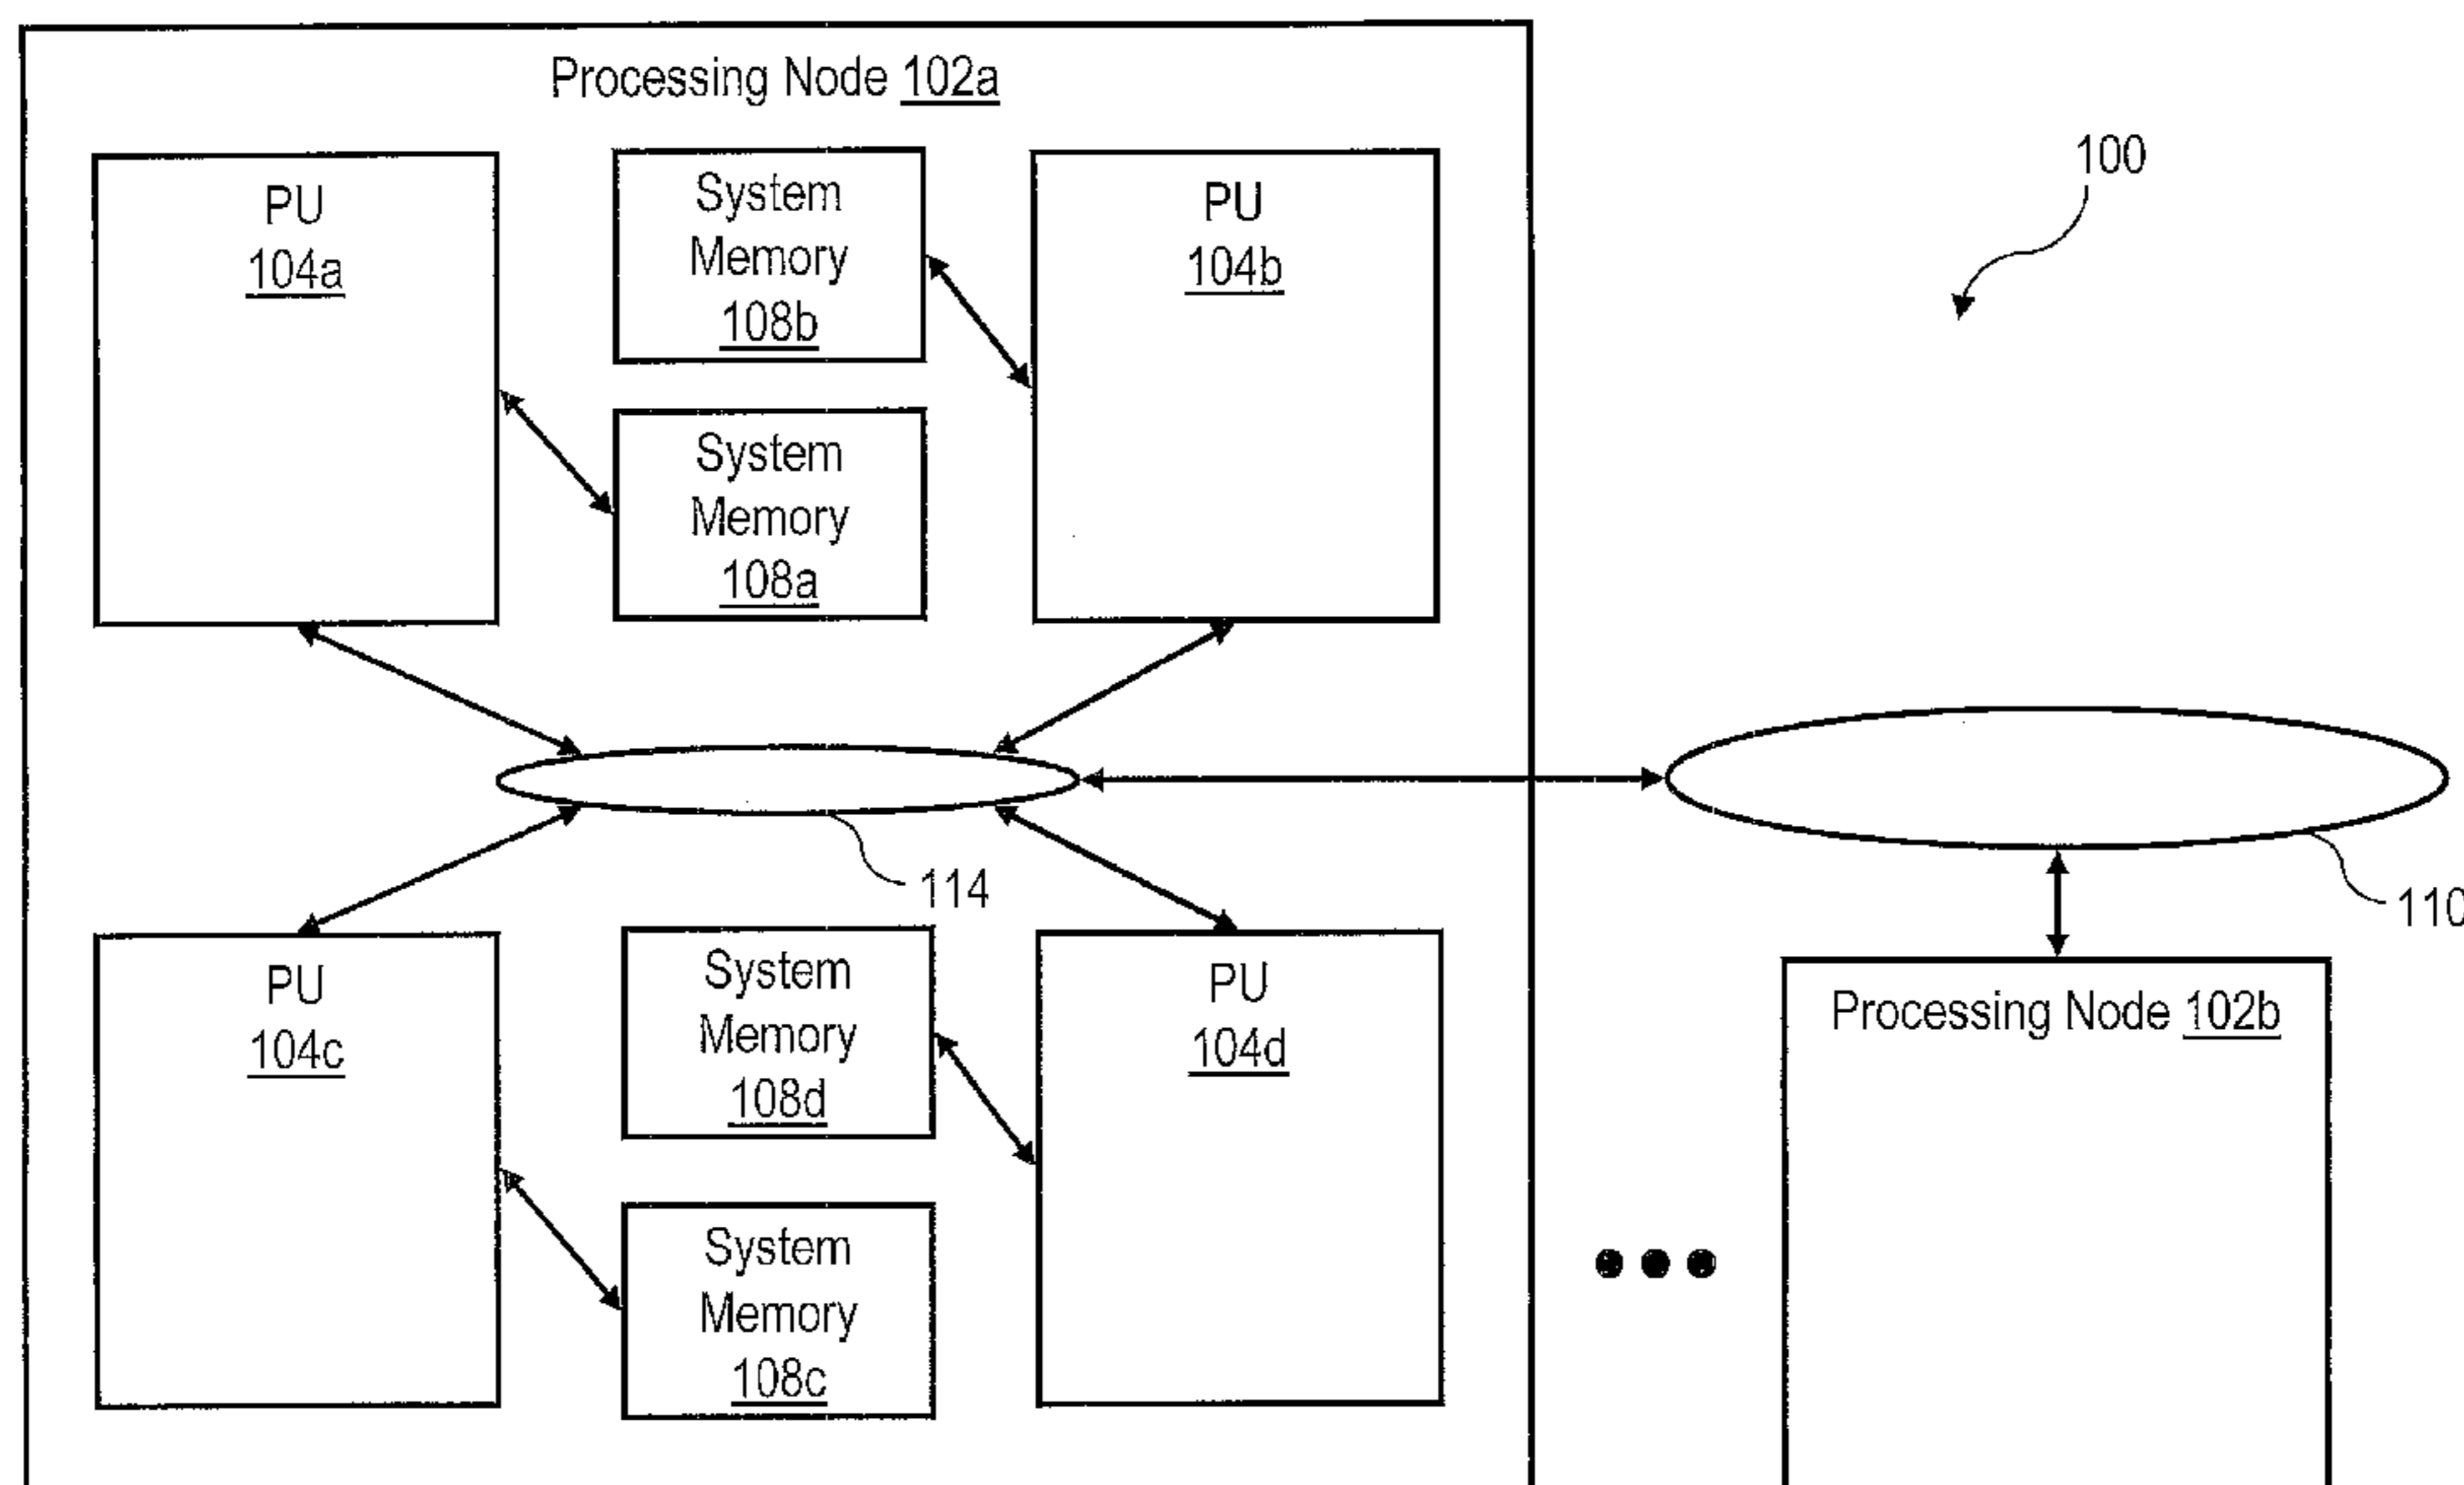 Processing Node 102a
PU
104a
System
Memory
108b
PU
104b
100
System
Memory
108a
114
110
PU
104c
System
Memory
108d
PU
104d
Processing Node 102b
System
Memory
108c